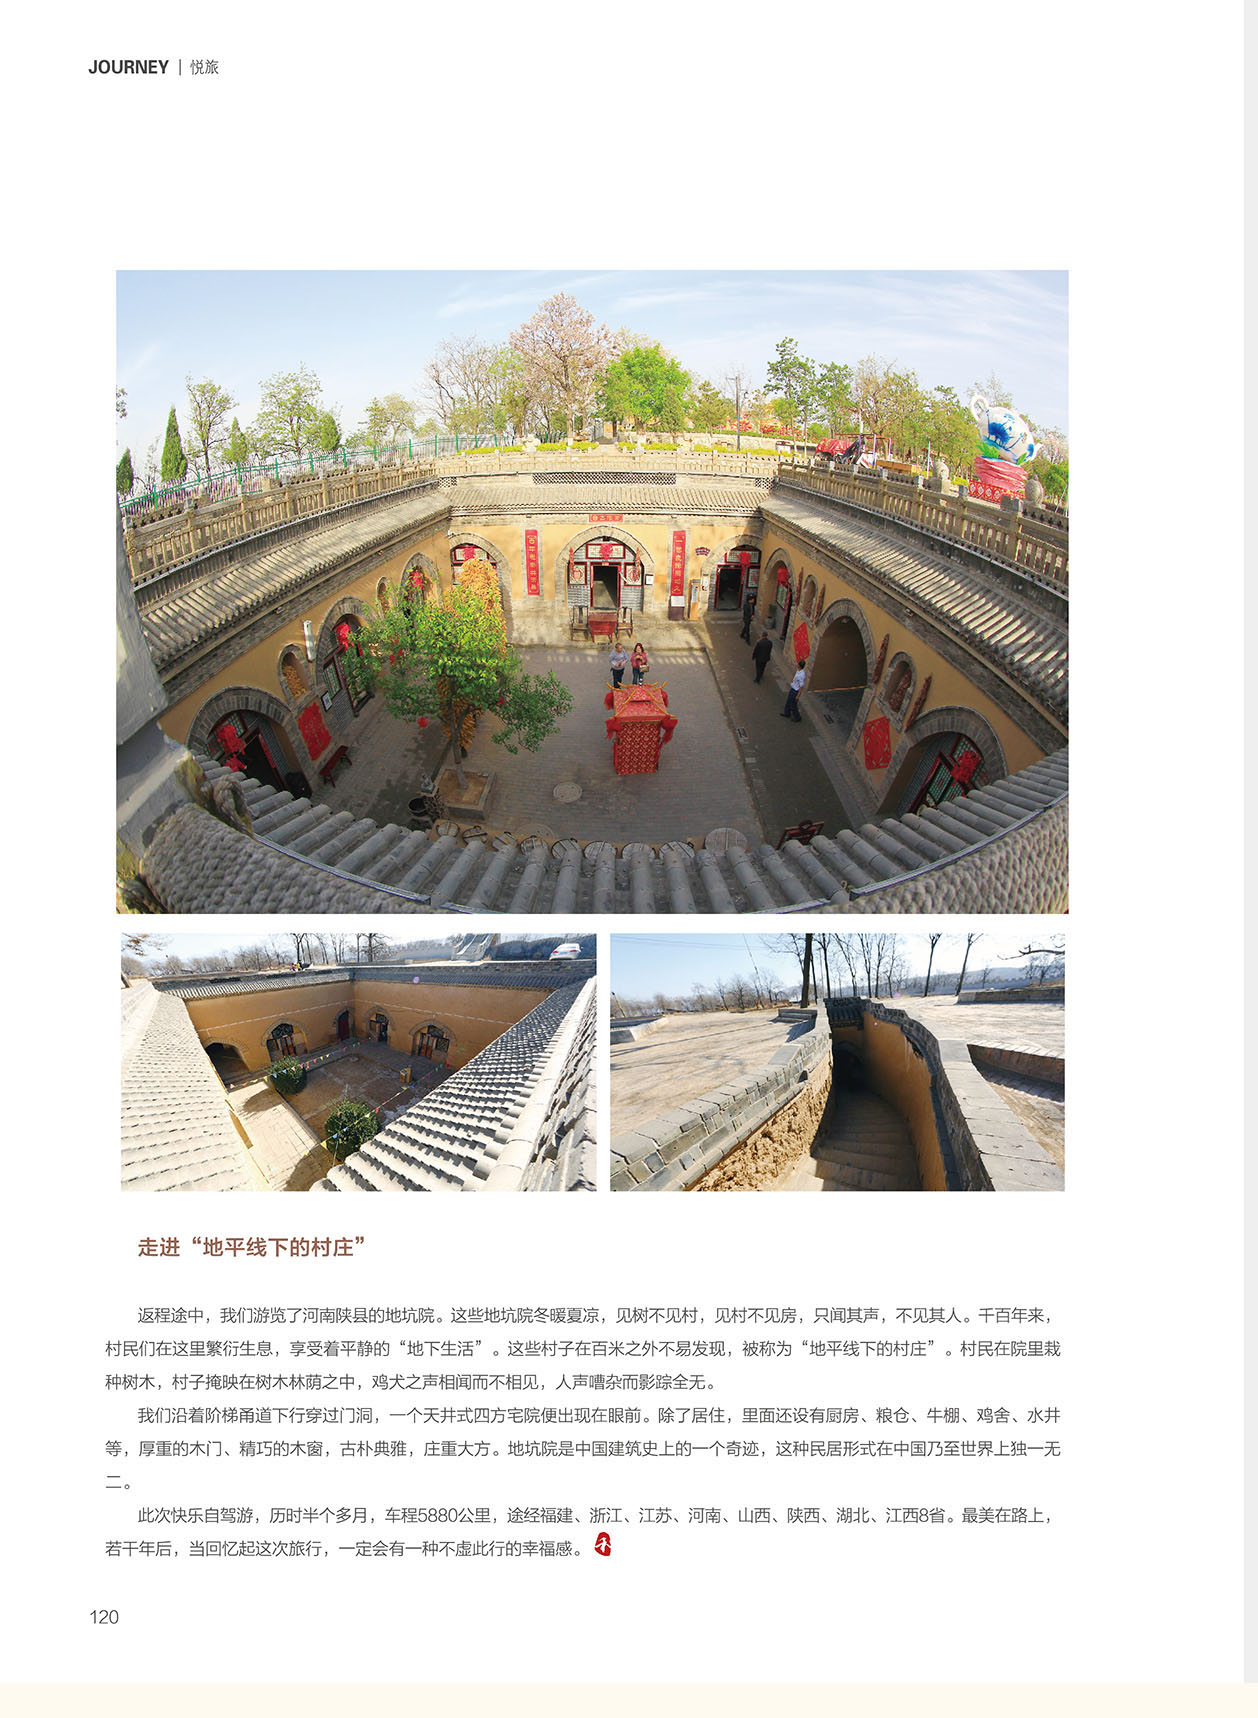 JOURNEY | 悦旅
走进“地平线下的村庄”
返程途中，我们游览了河南陕县的地坑院。这些地坑院冬暖夏凉，见树不见村，见村不见房，只闻其声，不见其人。千百年来，
村民们在这里繁衍生息，享受着平静的“地下生活”。这些村子在百米之外不易发现，被称为“地平线下的村庄”。村民在院里栽
种树木，村子掩映在树木林荫之中，鸡犬之声相闻而不相见，人声嘈杂而影踪全无。
我们沿着阶梯甬道下行穿过门洞，一个天井式四方宅院便出现在眼前。除了居住，里面还设有厨房、粮仓、牛棚、鸡舍、水井
等，厚重的木门、精巧的木窗，古朴典雅，庄重大方。地坑院是中国建筑史上的一个奇迹，这种民居形式在中国乃至世界上独一无
二。
此次快乐自驾游，历时半个多月，车程5880公里，途经福建、浙江、江苏、河南、山西、陕西、湖北、江西8省。最美在路上，
若干年后，当回忆起这次旅行，一定会有一种不虚此行的幸福感。
120